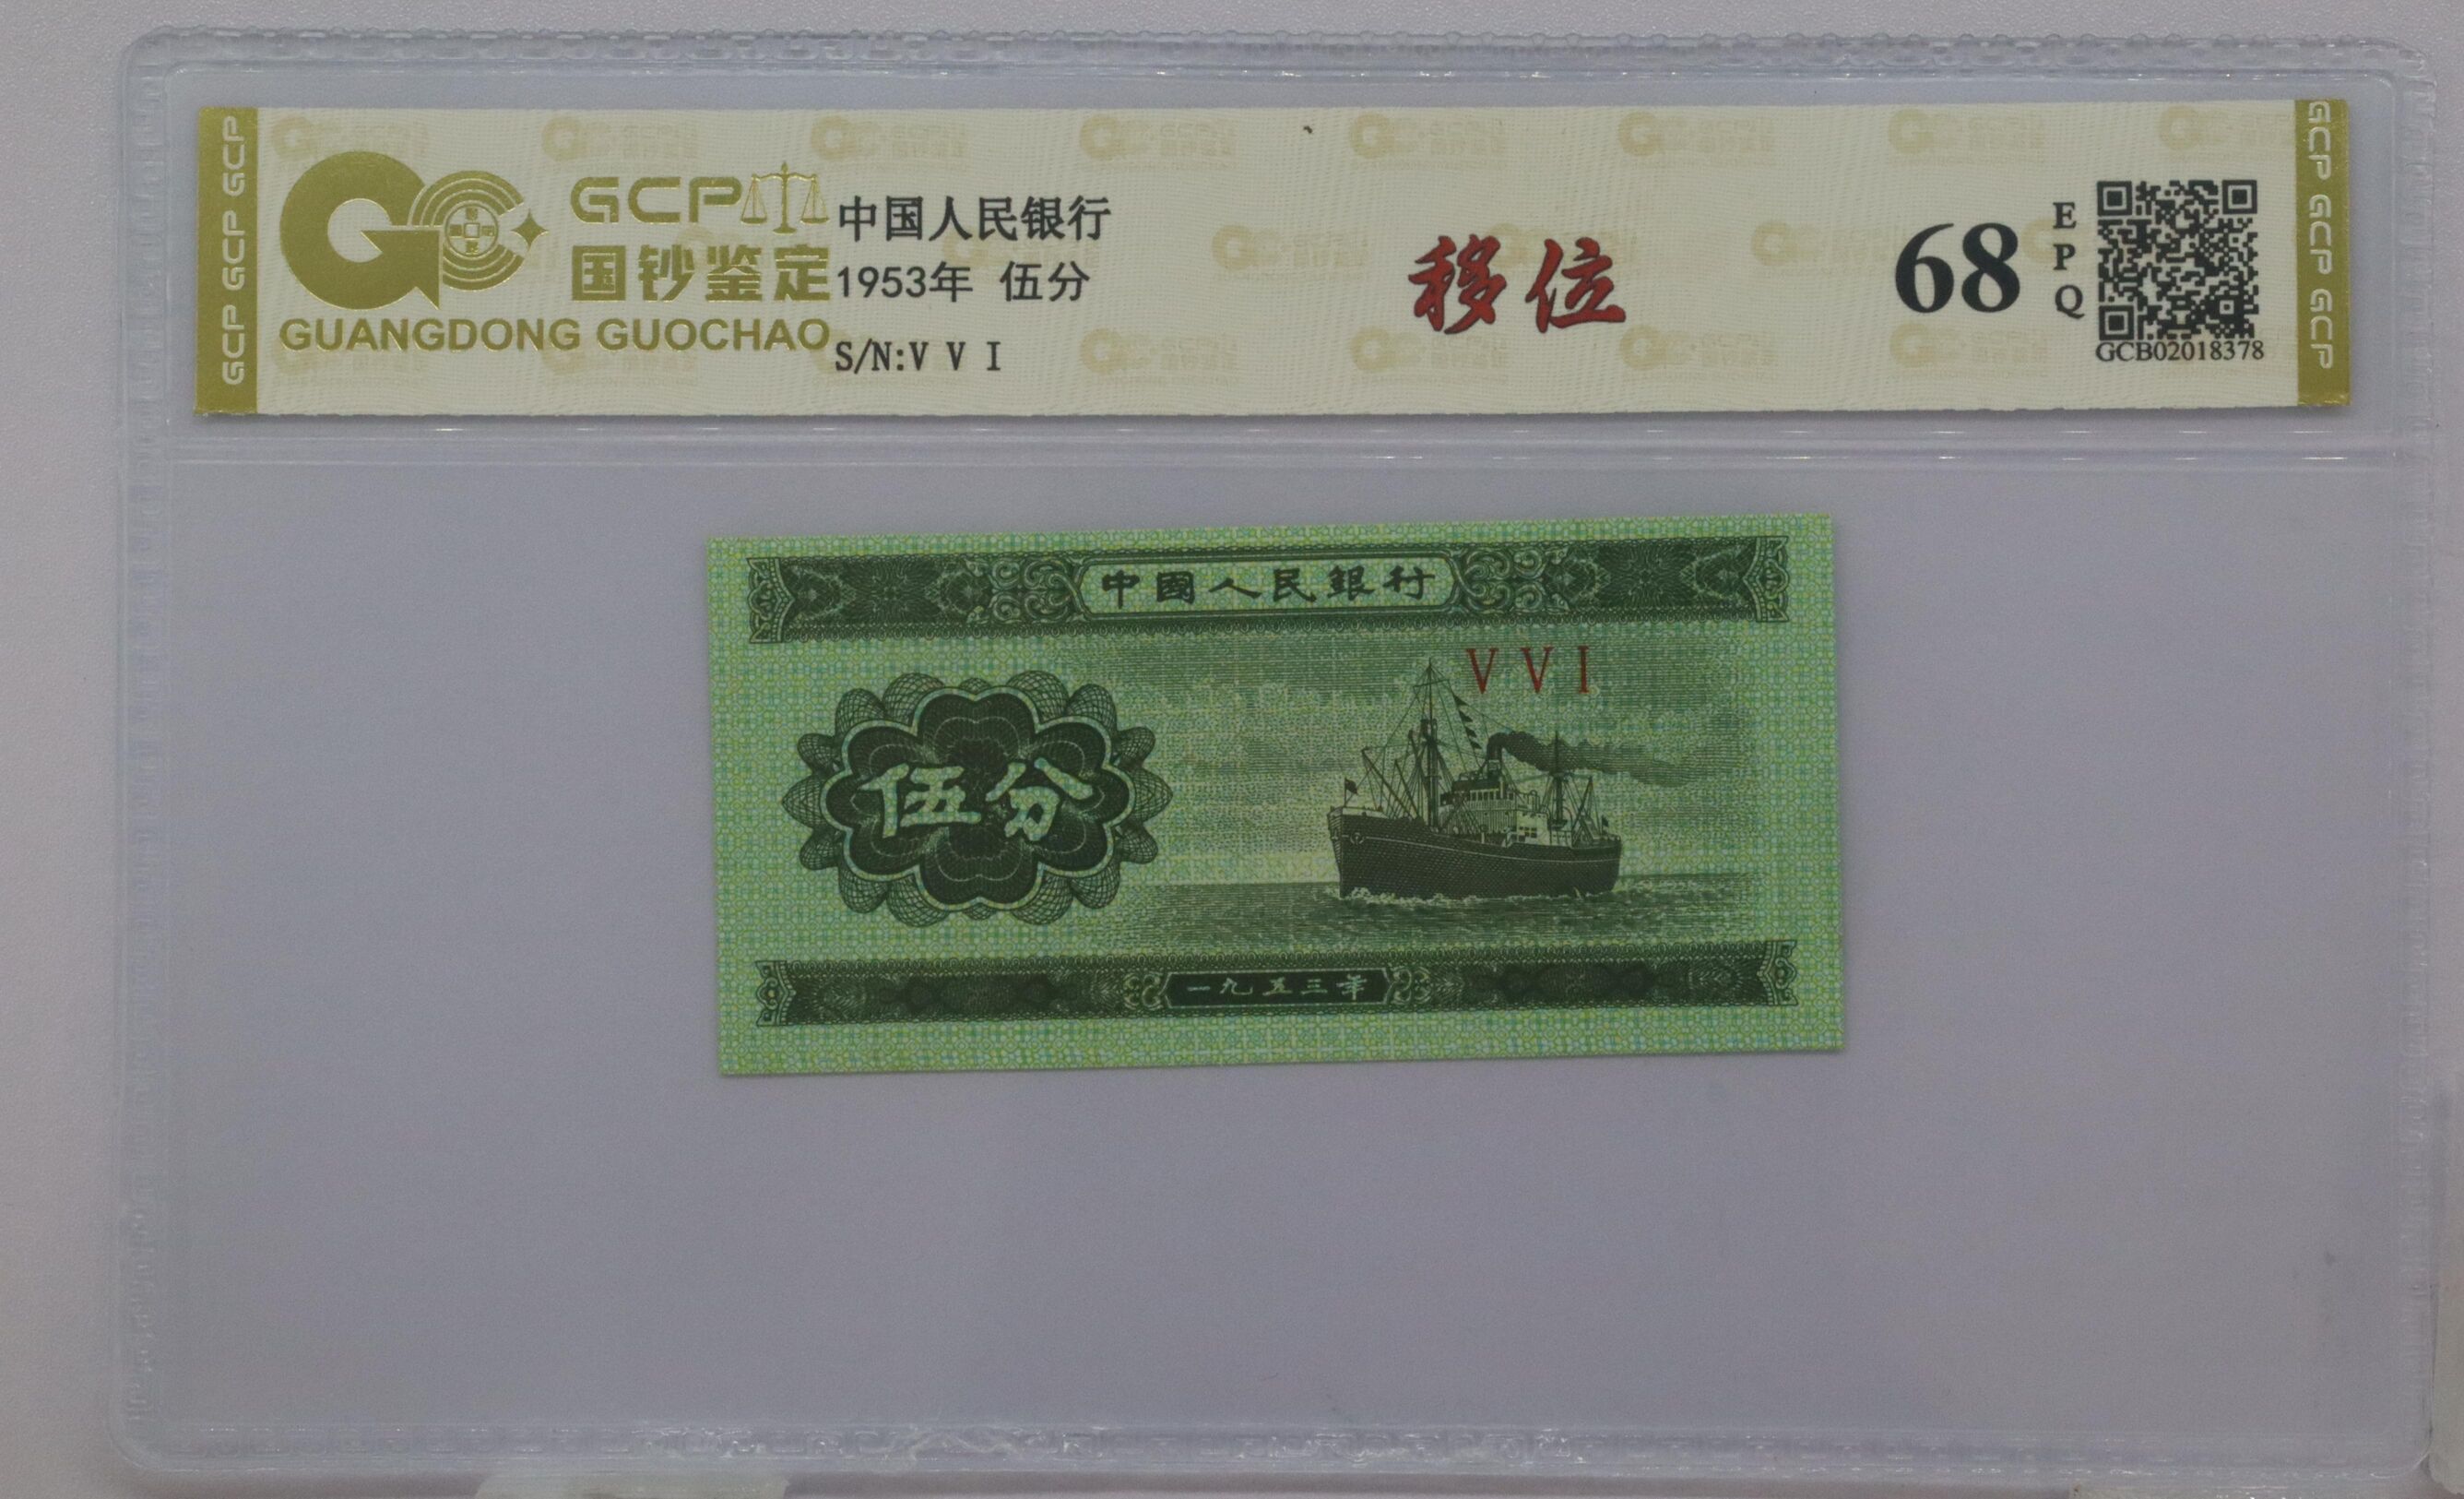 GCP GCP GCP
GCP
国钞鉴定
GUANGDONG GUOCHAO
中国人民银行
1953年 伍分
S/N:V V I
移位
68
E
P
Q
GCB02018378
GCP GCP GCP
中國人民銀行
V V I
伍分
一九五三年